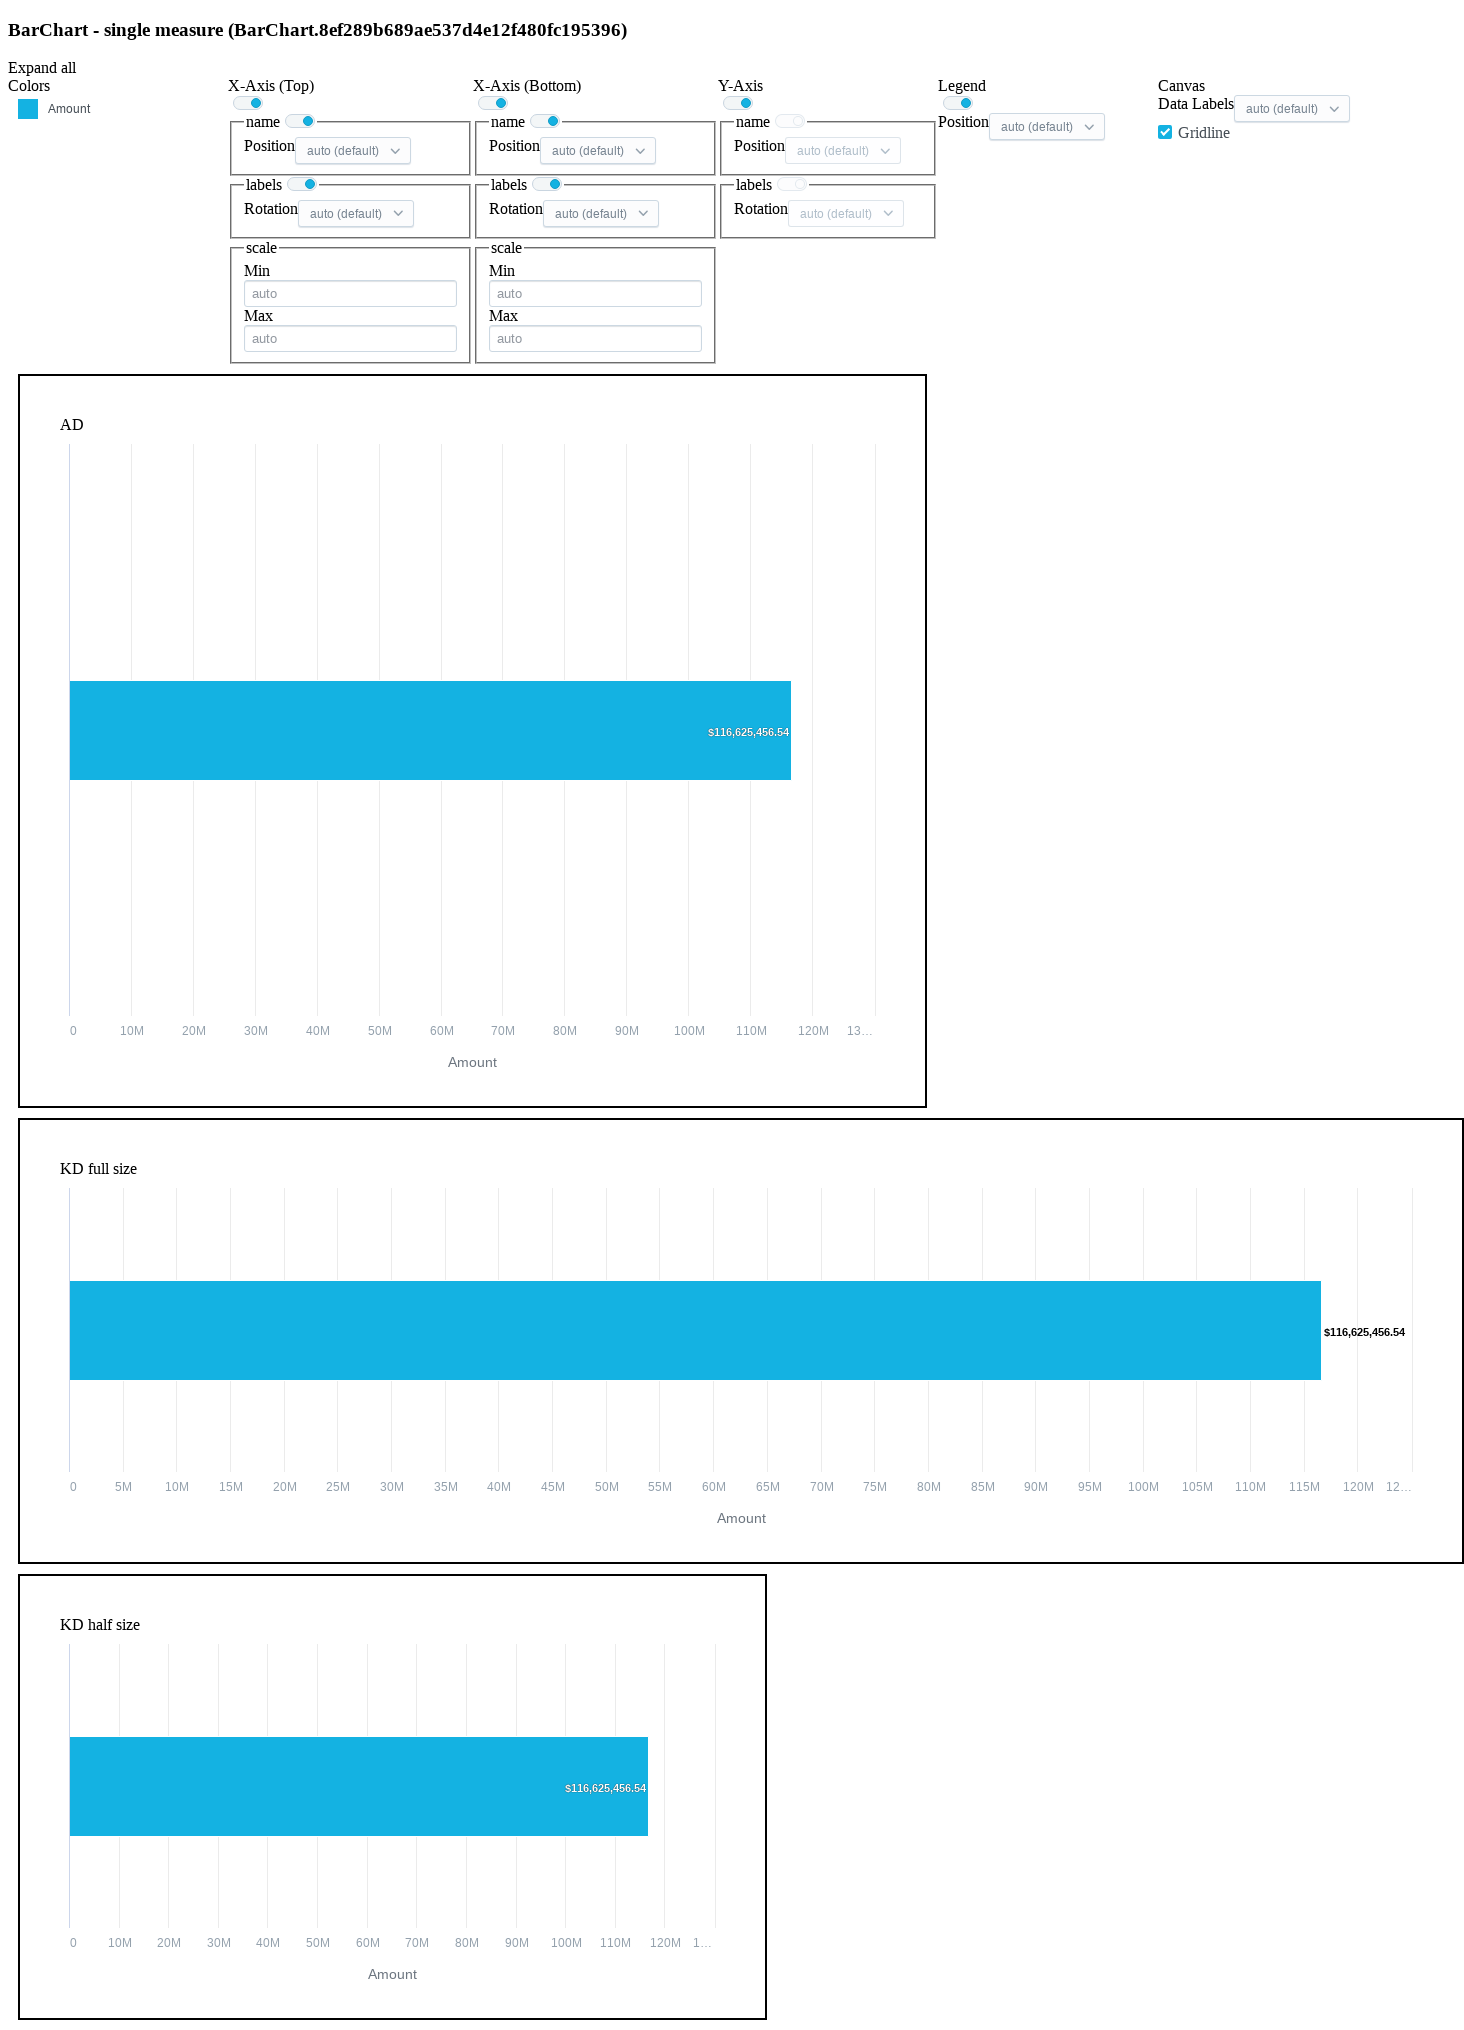 BarChart - single measure (BarChart.8ef289b689ae537d4e12f480fc195396)
Expand all
Colors
Amount
X-Axis (Top)
name
Position auto (default)
labels
Rotation auto (default)
scale
Min
auto
Max
auto
X-Axis (Bottom)
name
Position auto (default)
labels
Rotation auto (default)
scale
Min
auto
Max
auto
Y-Axis
name
Position auto (default)
labels
Rotation auto (default)
Legend
Position auto (default)
Canvas
Data Labels auto (default)
Gridline
AD
$116,625,456.54
0 10M 20M 30M 40M 50M 60M 70M 80M 90M 100M 110M 120M 13…
Amount
KD full size
$116,625,456.54
0 5M 10M 15M 20M 25M 30M 35M 40M 45M 50M 55M 60M 65M 70M 75M 80M 85M 90M 95M 100M 105M 110M 115M 120M 12…
Amount
KD half size
$116,625,456.54
0 10M 20M 30M 40M 50M 60M 70M 80M 90M 100M 110M 120M 1…
Amount